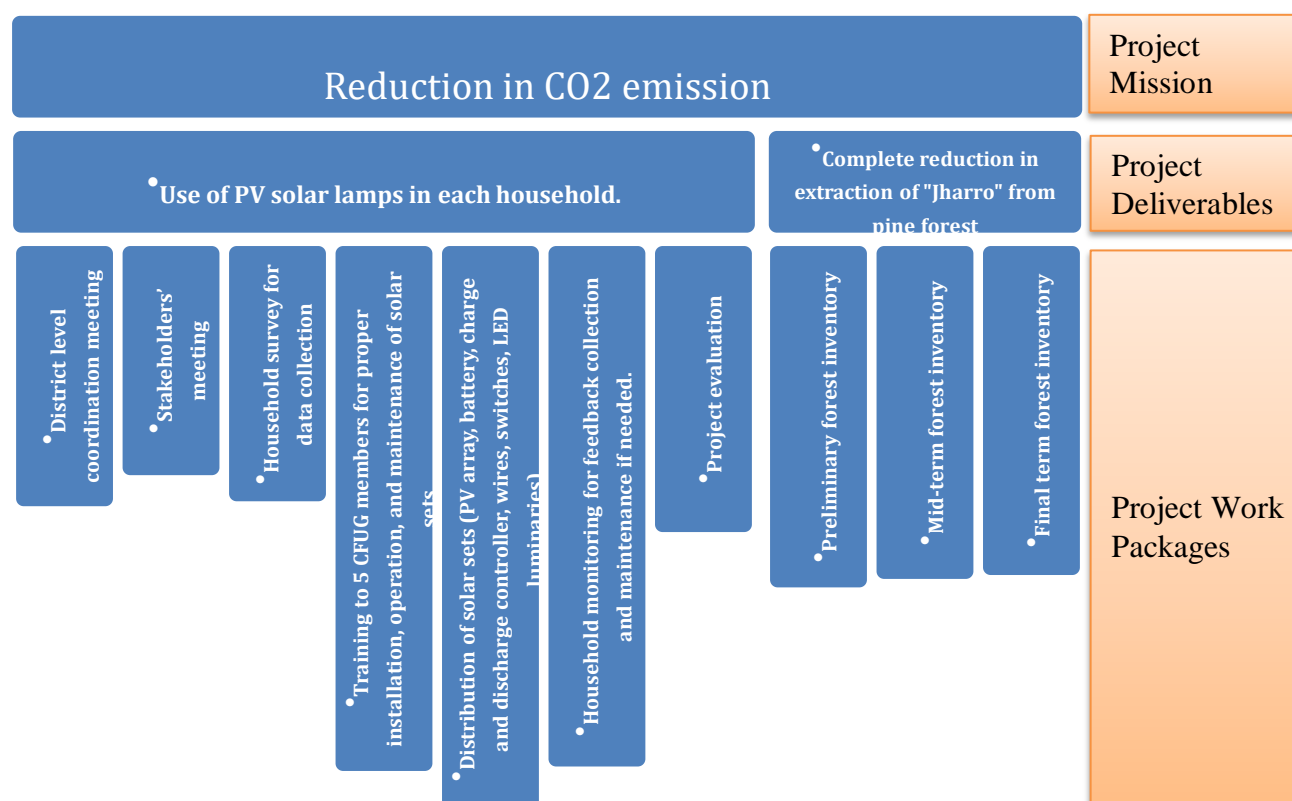 Reduction in CO2 emission
Project
Mission
•Use of PV solar lamps in each household.
•Complete reduction in
extraction of "Jharro" from
pine forest
Project
Deliverables
•District level
coordination meeting
•Stakeholders’
meeting
•Household survey for
data collection
•Training to 5 CFUG members for proper
installation, operation, and maintenance of solar
sets
•Distribution of solar sets (PV array, battery, charge
and discharge controller, wires, switches, LED
luminaries)
•Household monitoring for feedback collection
and maintenance if needed.
•Project evaluation
•Preliminary forest inventory
•Mid-term forest inventory
•Final term forest inventory
Project Work
Packages